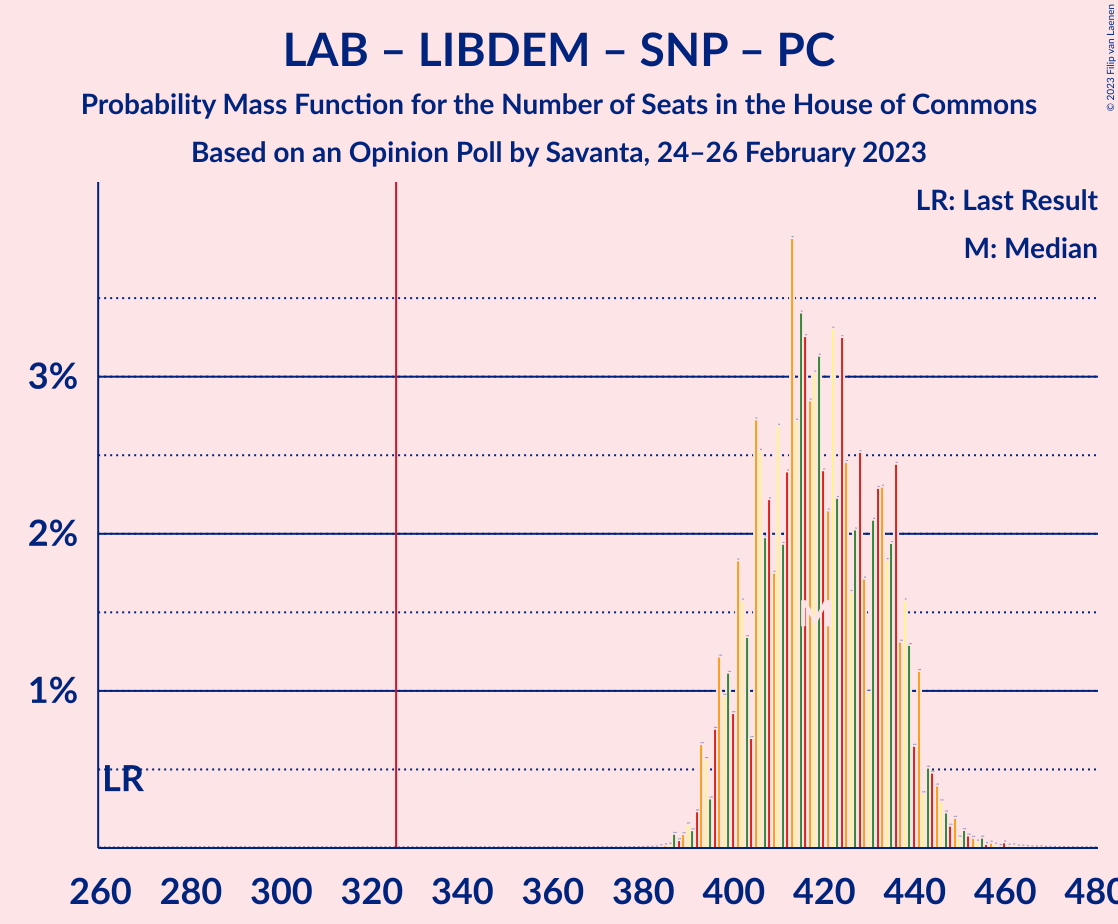 LAB – LIBDEM – SNP – PC
Probability Mass Function for the Number of Seats in the House of Commons
Based on an Opinion Poll by Savanta, 24–26 February 2023
© 2023 Filip van Laenen
LR: Last Result
M: Median
3%
2%
M
1%
LR
260 280 300 320 340 360 380 400 420 440 460 480